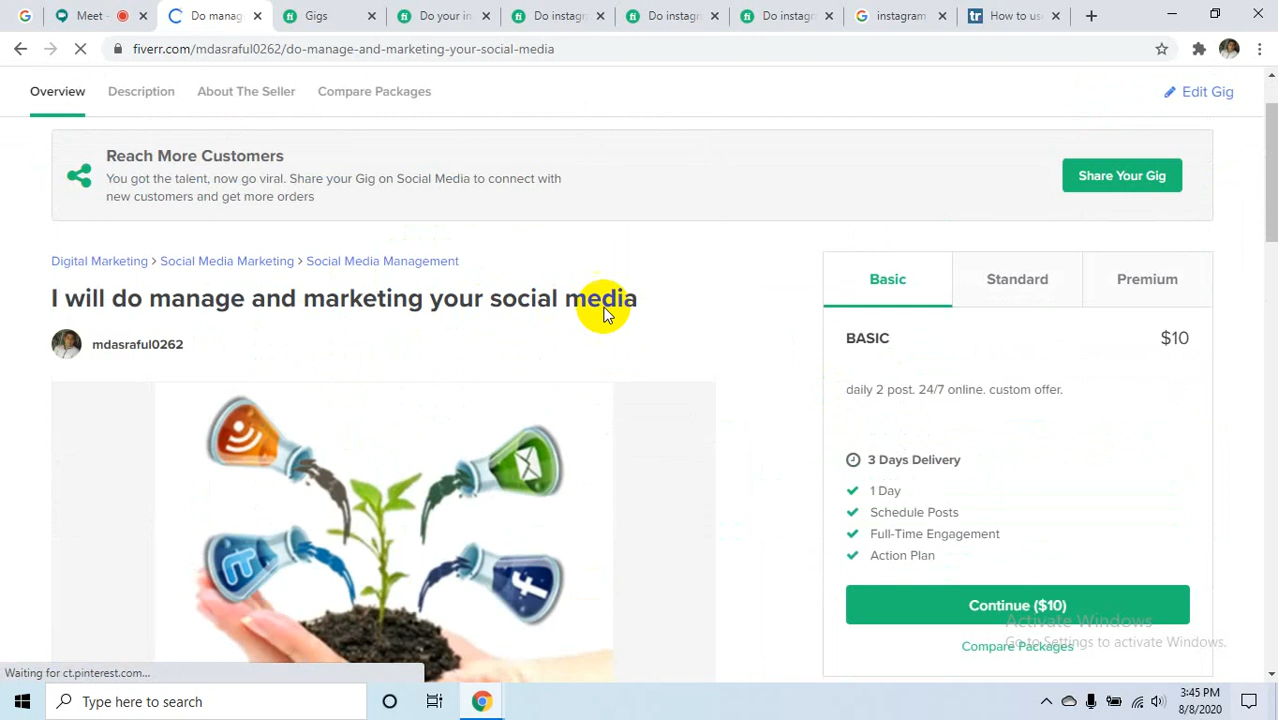 Meet -
Do manag
Gigs
Do your in
Do instagr
Do instagr
Do instagr
instagram
How to us
fiverr.com/mdasraful0262/do-manage-and-marketing-your-social-media
Overview Description About The Seller Compare Packages Edit Gig
Reach More Customers
You got the talent, now go viral. Share your Gig on Social Media to connect with
new customers and get more orders
Share Your Gig
Digital Marketing > Social Media Marketing > Social Media Management
I will do manage and marketing your social media
mdasraful0262
Basic Standard Premium
BASIC $10
daily 2 post. 24/7 online. custom offer.
3 Days Delivery
1 Day
Schedule Posts
Full-Time Engagement
Action Plan
Continue ($10)
Compare Packages
Activate Windows
Go to Settings to activate Windows.
Waiting for ct.pinterest.com...
Type here to search
3:45 PM
8/8/2020